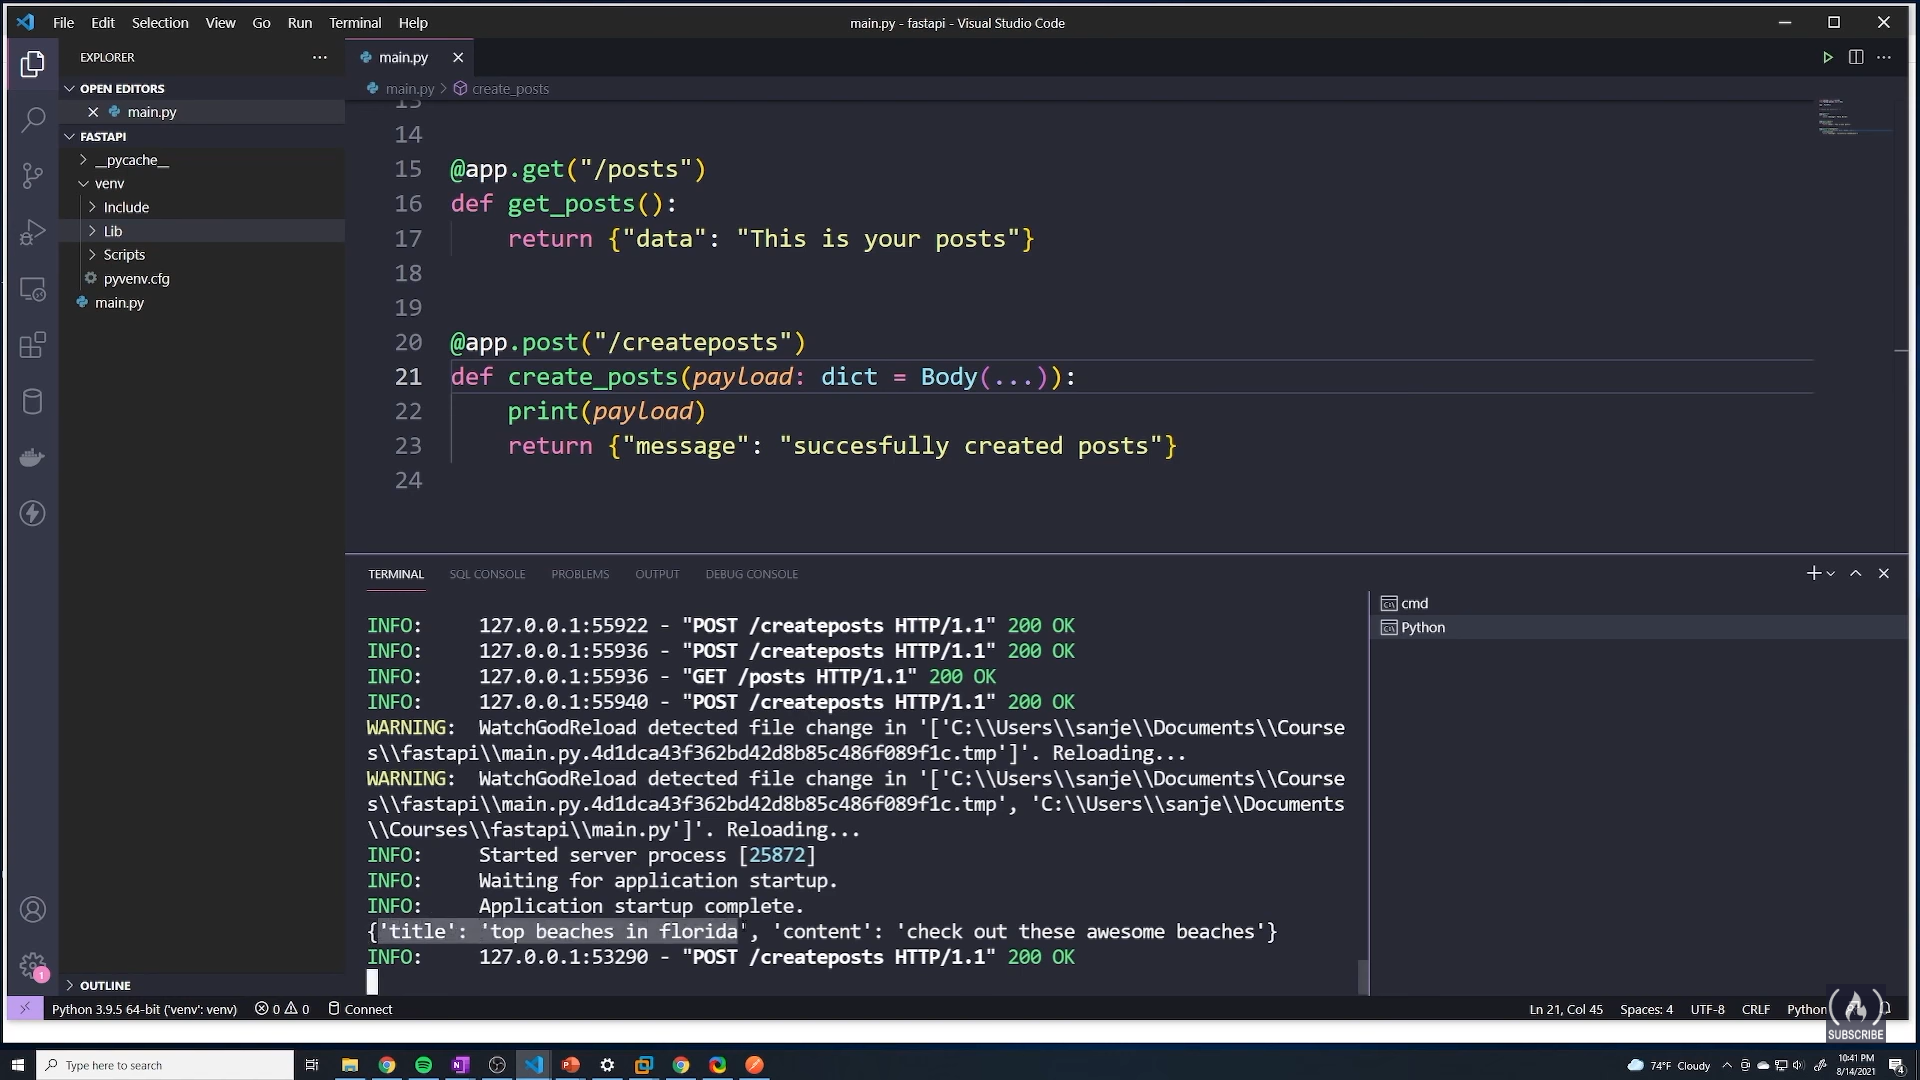 File Edit Selection View Go Run Terminal Help
main.py - fastapi - Visual Studio Code
EXPLORER
OPEN EDITORS
main.py
FASTAPI
__pycache__
venv
Include
Lib
Scripts
pyvenv.cfg
main.py
OUTLINE
main.py
main.py > create_posts
13
14
15 @app.get("/posts")
16 def get_posts():
17 return {"data": "This is your posts"}
18
19
20 @app.post("/createposts")
21 def create_posts(payload: dict = Body(...)):
22 print(payload)
23 return {"message": "succesfully created posts"}
24
TERMINAL SQL CONSOLE PROBLEMS OUTPUT DEBUG CONSOLE
INFO: 127.0.0.1:55922 - "POST /createposts HTTP/1.1" 200 OK
INFO: 127.0.0.1:55936 - "POST /createposts HTTP/1.1" 200 OK
INFO: 127.0.0.1:55936 - "GET /posts HTTP/1.1" 200 OK
INFO: 127.0.0.1:55940 - "POST /createposts HTTP/1.1" 200 OK
WARNING: WatchGodReload detected file change in '['C:\\Users\\sanje\\Documents\\Course
s\\fastapi\\main.py.4d1dca43f362bd42d8b85c486f089f1c.tmp']'. Reloading...
WARNING: WatchGodReload detected file change in '['C:\\Users\\sanje\\Documents\\Course
s\\fastapi\\main.py.4d1dca43f362bd42d8b85c486f089f1c.tmp', 'C:\\Users\\sanje\\Documents
\\Courses\\fastapi\\main.py']'. Reloading...
INFO: Started server process [25872]
INFO: Waiting for application startup.
INFO: Application startup complete.
{'title': 'top beaches in florida', 'content': 'check out these awesome beaches'}
INFO: 127.0.0.1:53290 - "POST /createposts HTTP/1.1" 200 OK
cmd
Python
1
Python 3.9.5 64-bit ('venv': venv) 0 0 Connect
Ln 21, Col 45 Spaces: 4 UTF-8 CRLF Python
SUBSCRIBE
Type here to search
74°F Cloudy
10:41 PM
8/14/2021
4